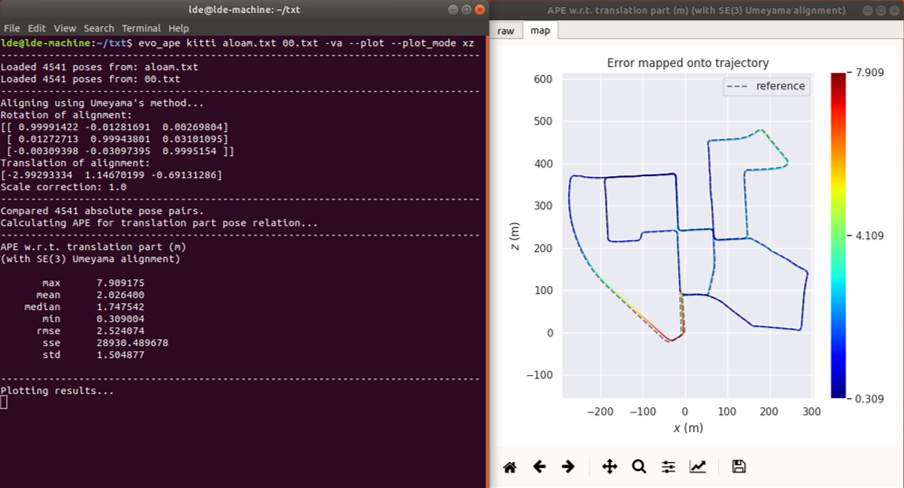 lde@lde-machine: ~/txt
File Edit View Search Terminal Help
lde@lde-machine:~/txt$ evo_ape kitti aloam.txt 00.txt -va --plot --plot_mode xz
--------------------------------------------------------------------------------
Loaded 4541 poses from: aloam.txt
Loaded 4541 poses from: 00.txt
--------------------------------------------------------------------------------
Aligning using Umeyama's method...
Rotation of alignment:
[[ 0.99991422 -0.01281691 0.00269804]
[ 0.01272713 0.99943801 0.03101095]
[-0.00309398 -0.03097395 0.9995154 ]]
Translation of alignment:
[-2.99293334 1.14670199 -0.69131286]
Scale correction: 1.0
--------------------------------------------------------------------------------
Compared 4541 absolute pose pairs.
Calculating APE for translation part pose relation...
--------------------------------------------------------------------------------
APE w.r.t. translation part (m)
(with SE(3) Umeyama alignment)
max 7.909175
mean 2.026400
median 1.747542
min 0.309004
rmse 2.524074
sse 28930.489678
std 1.504877
--------------------------------------------------------------------------------
Plotting results...
APE w.r.t. translation part (m) (with SE(3) Umeyama alignment)
raw map
Error mapped onto trajectory
reference
600
500
400
300
200
100
0
−100
z (m)
−200 −100 0 100 200 300
x (m)
7.909
4.109
0.309